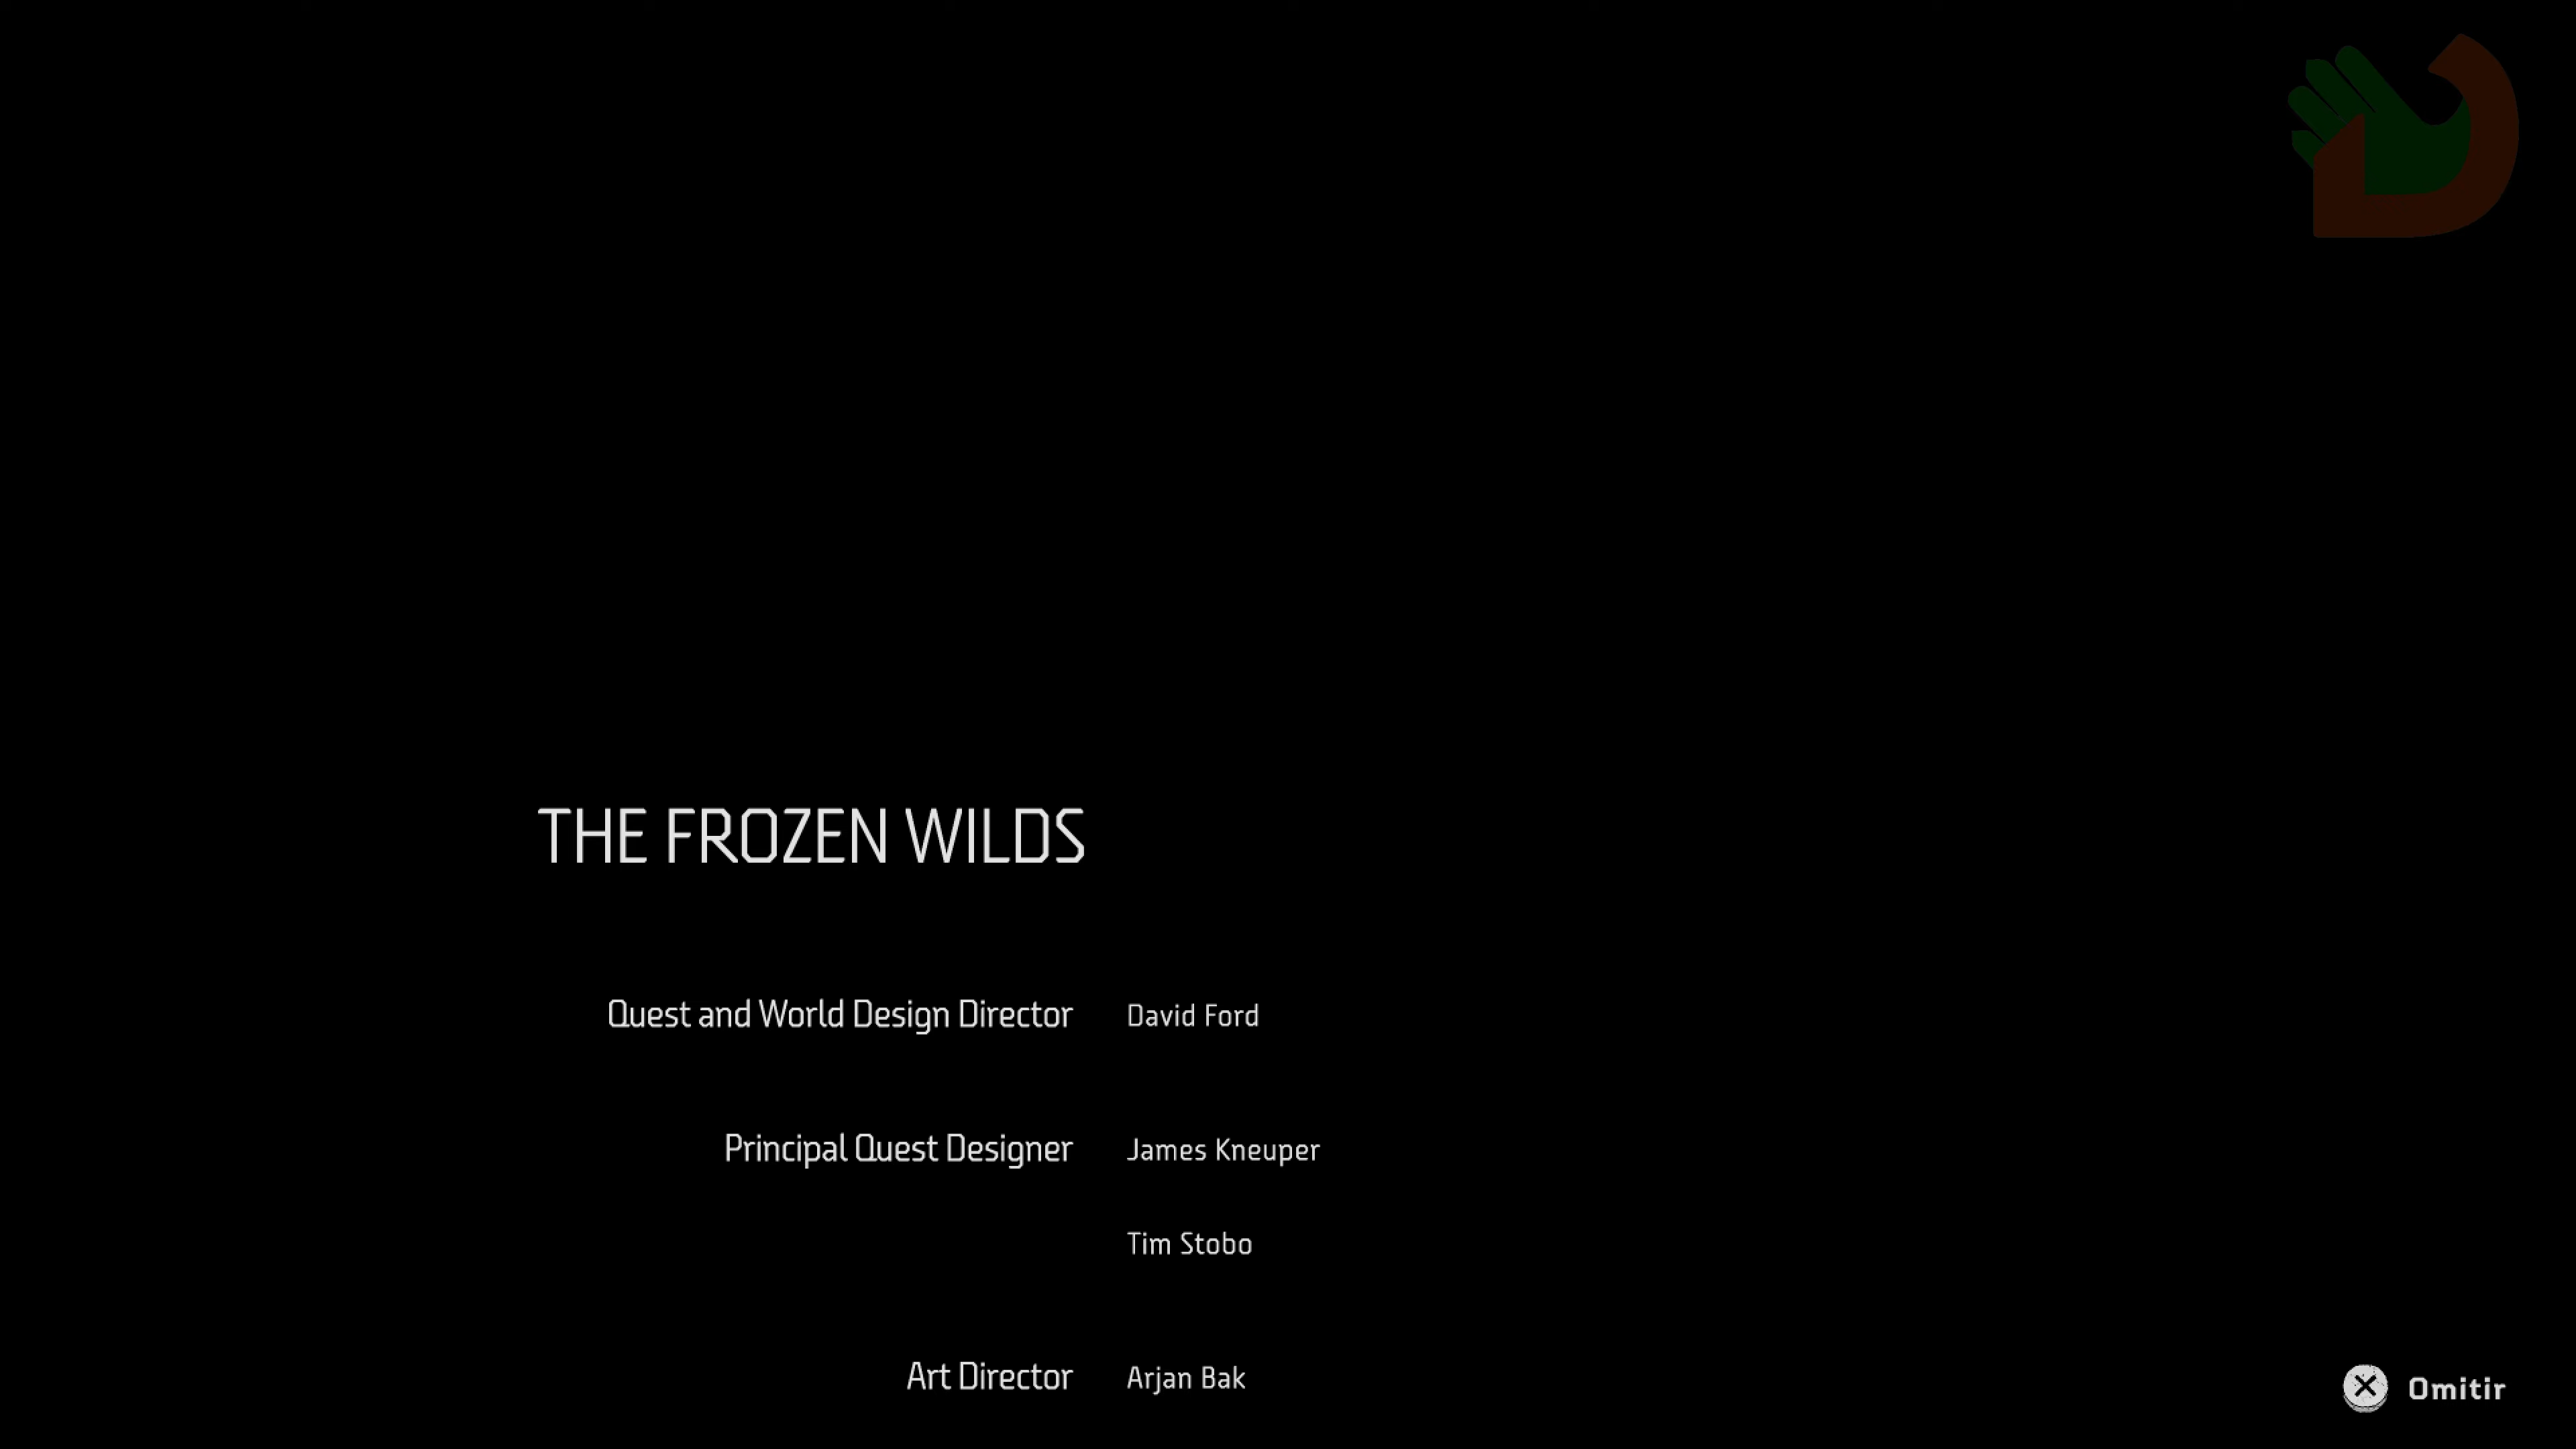 THE FROZEN WILDS
Quest and World Design Director David Ford
Principal Quest Designer James Kneuper
Tim Stobo
Art Director Arjan Bak
Omitir